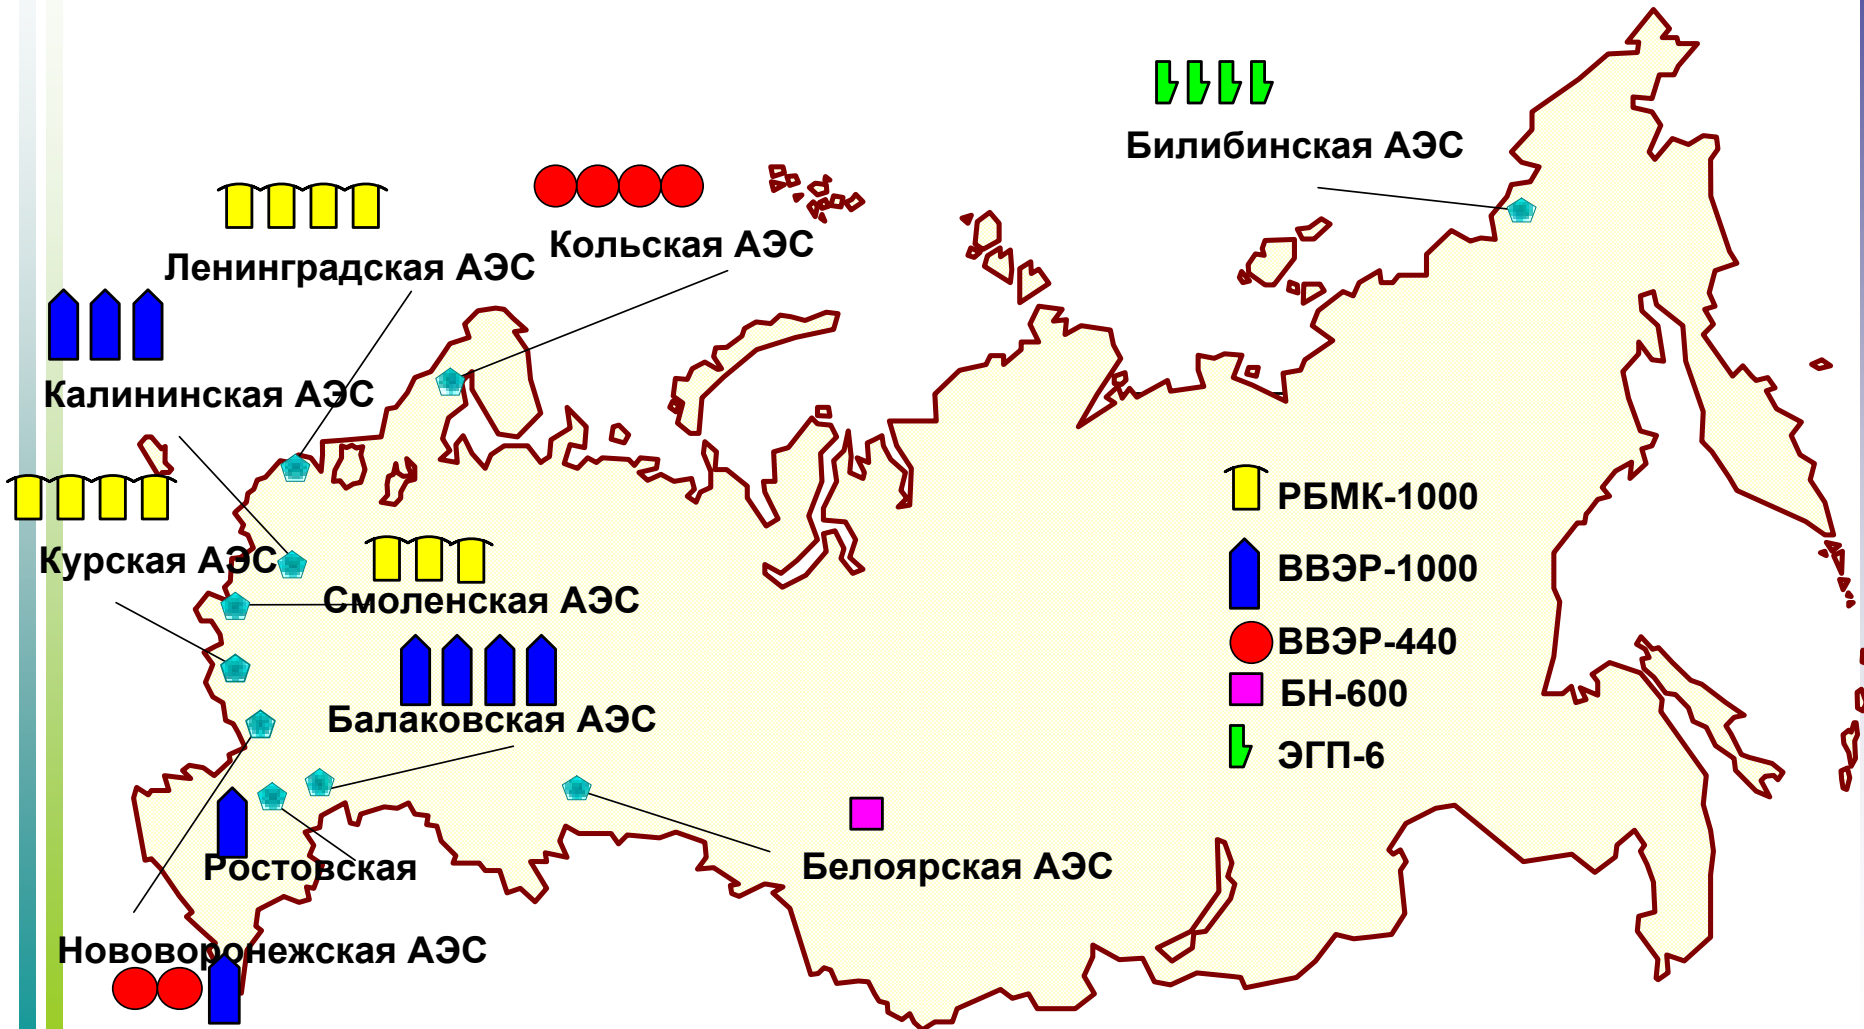 Билибинская АЭС
Кольская АЭС
Ленинградская АЭС
Калининская АЭС
Курская АЭС
Смоленская АЭС
Балаковская АЭС
Ростовская
Белоярская АЭС
Нововоронежская АЭС
РБМК-1000
ВВЭР-1000
ВВЭР-440
БН-600
ЭГП-6